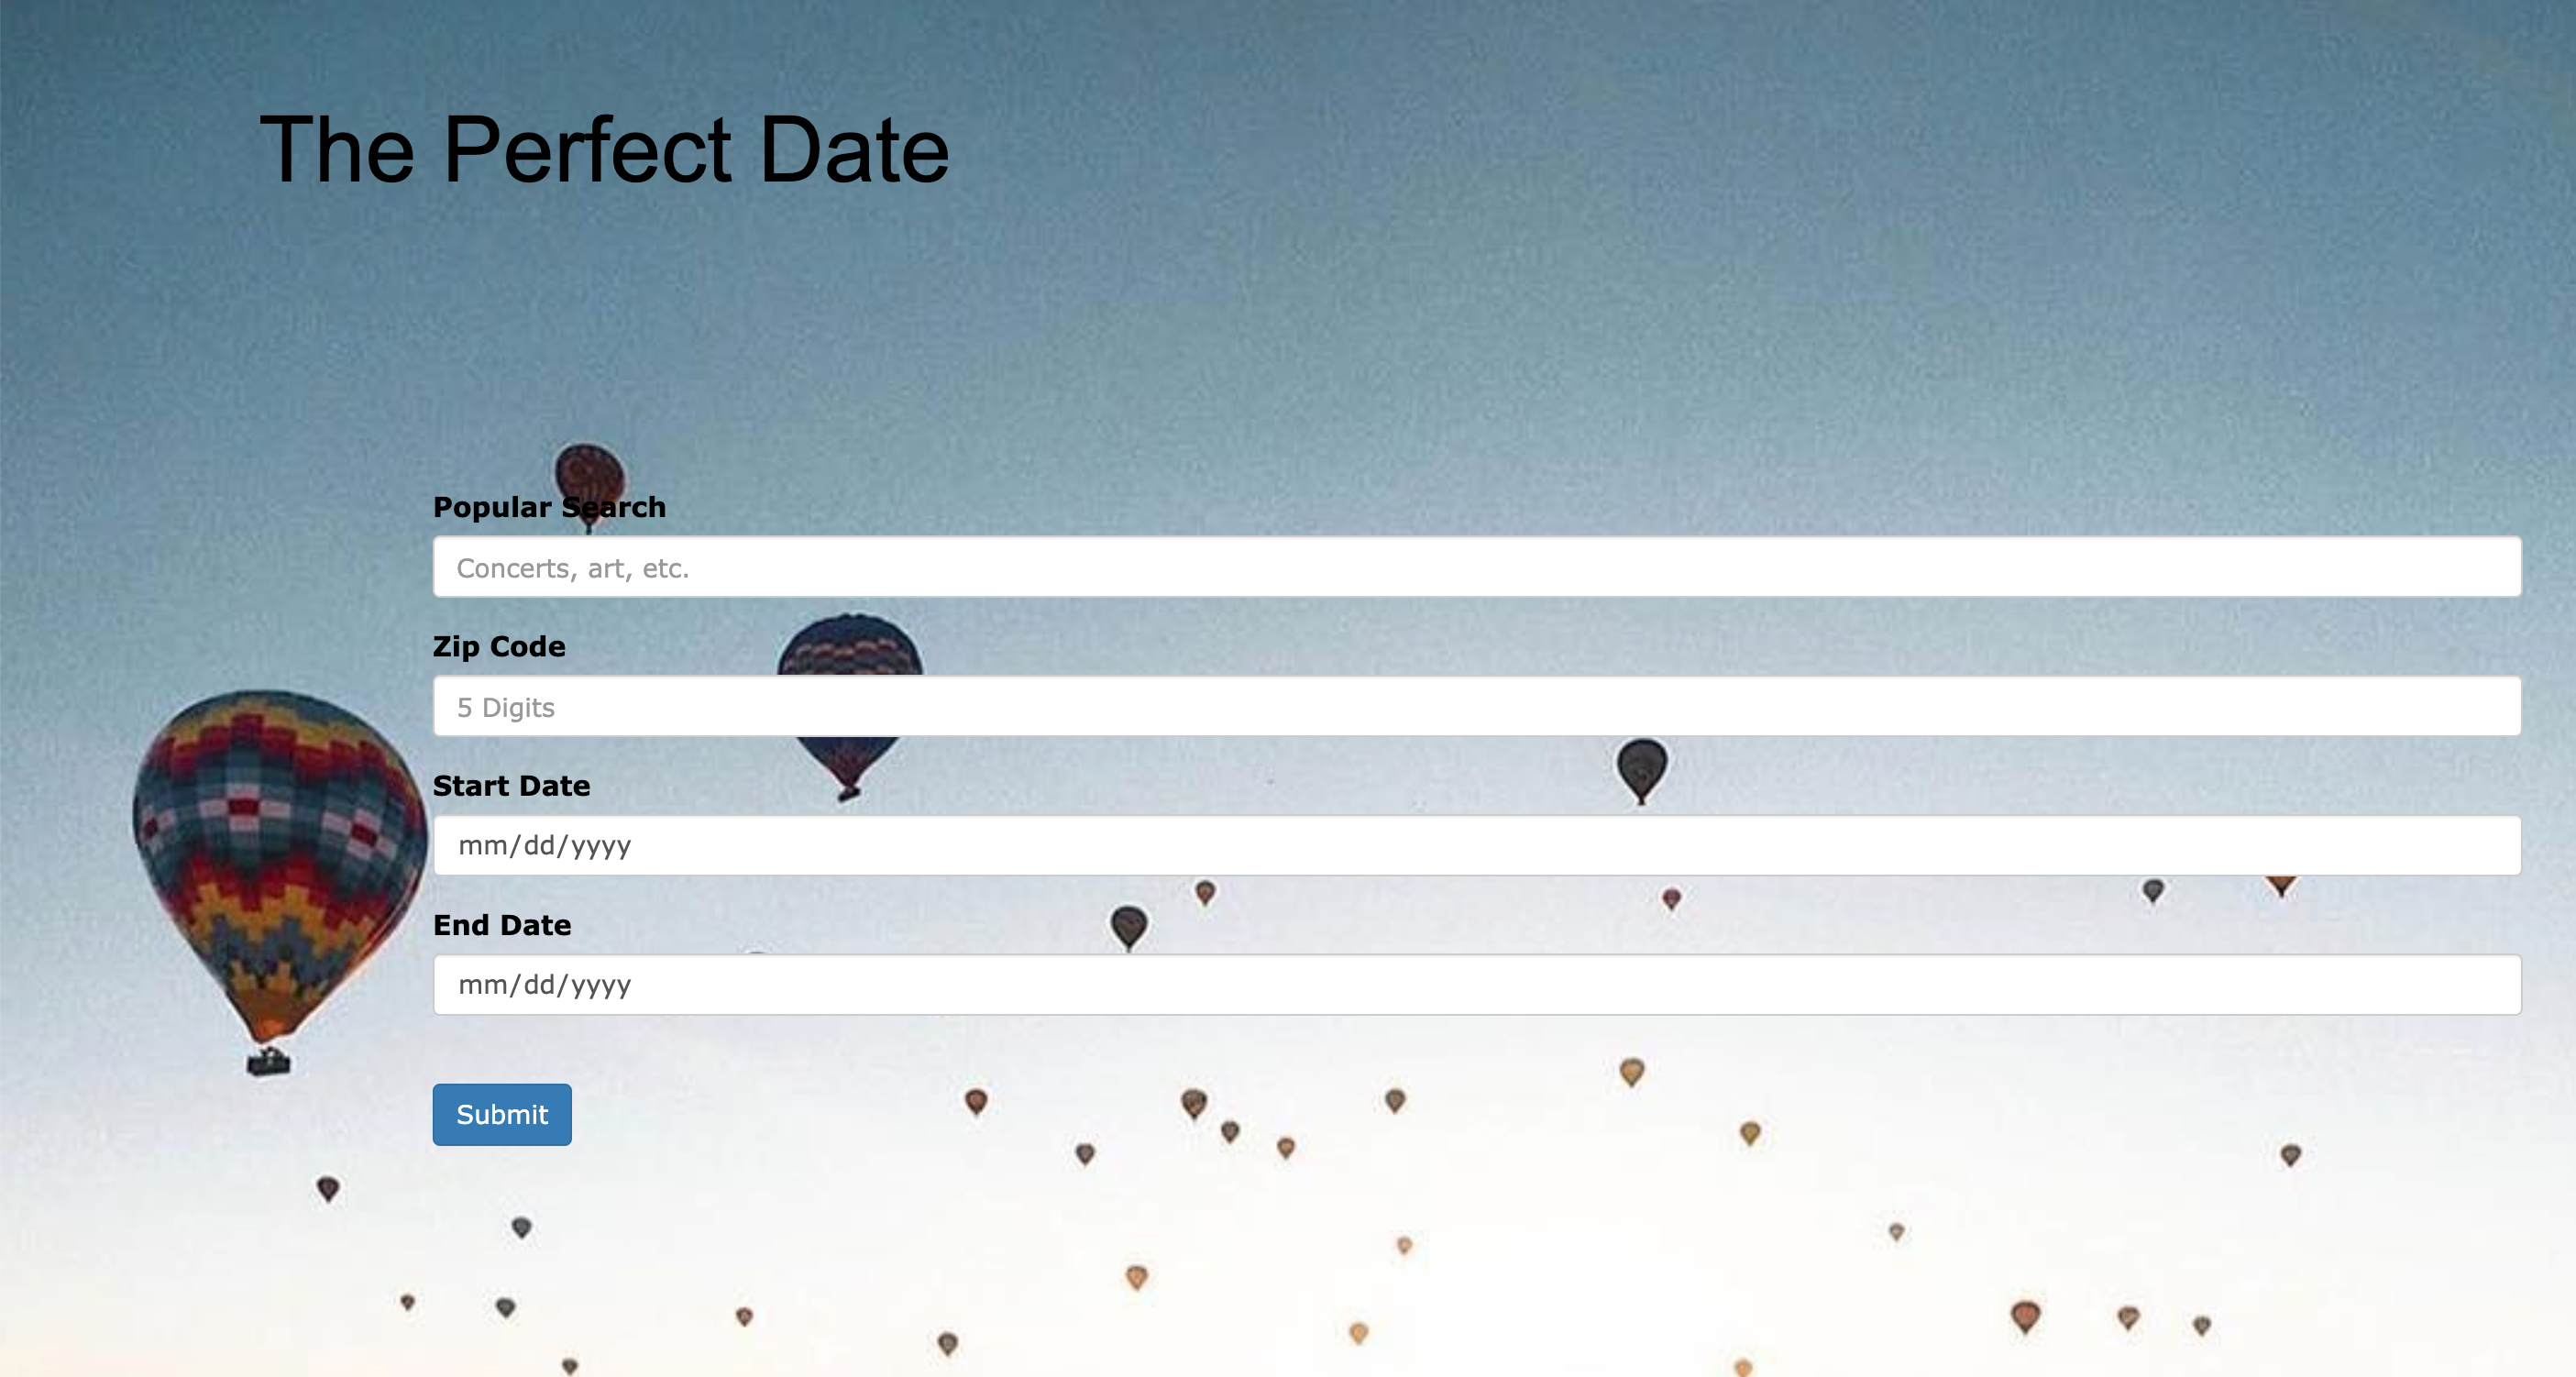 The Perfect Date
Popular Search
Concerts, art, etc.
Zip Code
5 Digits
Start Date
mm/dd/yyyy
End Date
mm/dd/yyyy
Submit